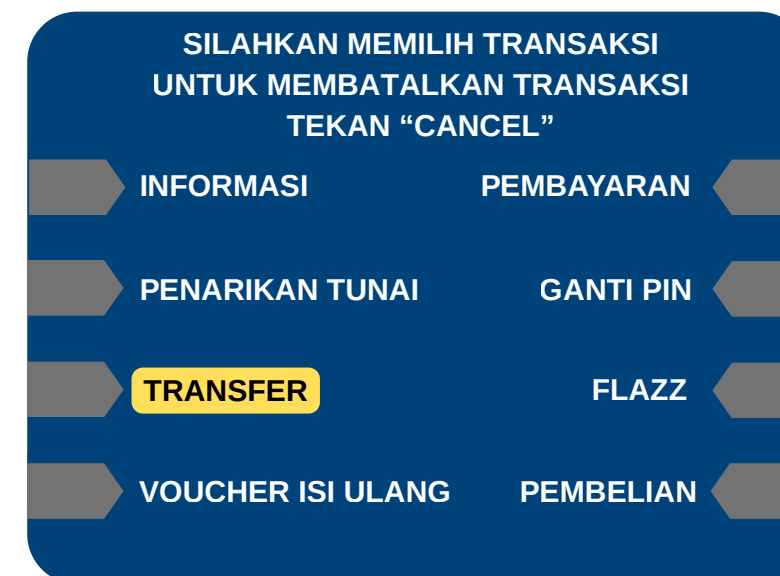 SILAHKAN MEMILIH TRANSAKSI
UNTUK MEMBATALKAN TRANSAKSI
TEKAN “CANCEL”
INFORMASI
PEMBAYARAN
PENARIKAN TUNAI
GANTI PIN
TRANSFER
FLAZZ
VOUCHER ISI ULANG
PEMBELIAN